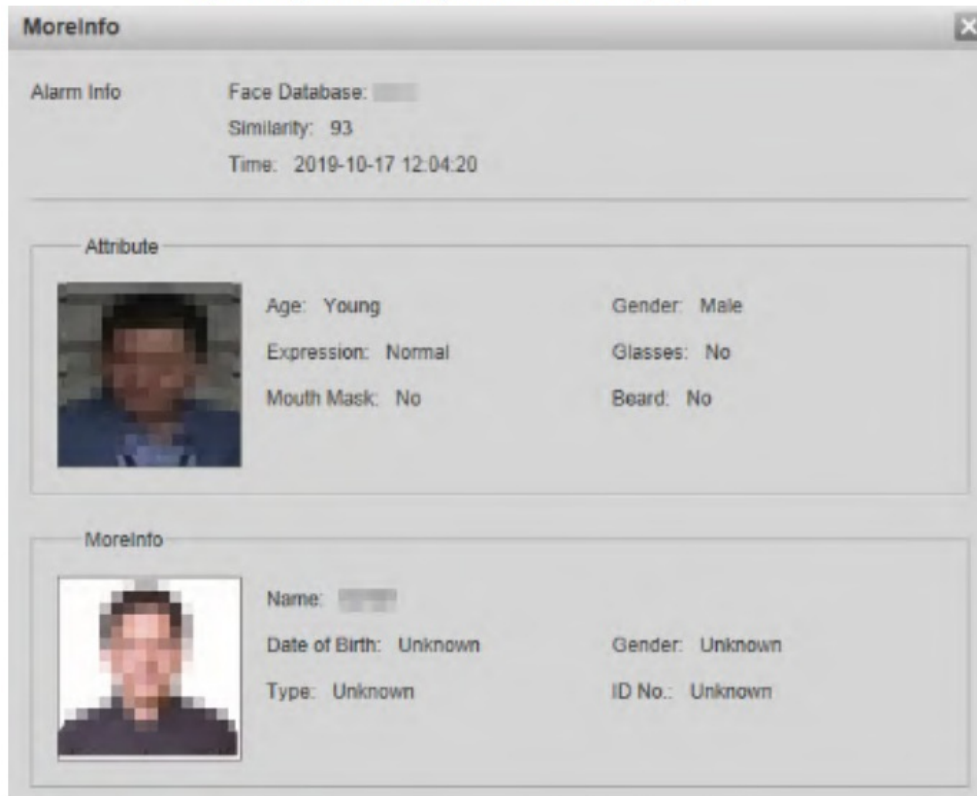 MoreInfo
Alarm Info
Face Database:
Similarity: 93
Time: 2019-10-17 12:04:20
Attribute
Age: Young Gender: Male
Expression: Normal Glasses: No
Mouth Mask: No Beard: No
MoreInfo
Name:
Date of Birth: Unknown Gender: Unknown
Type: Unknown ID No.: Unknown